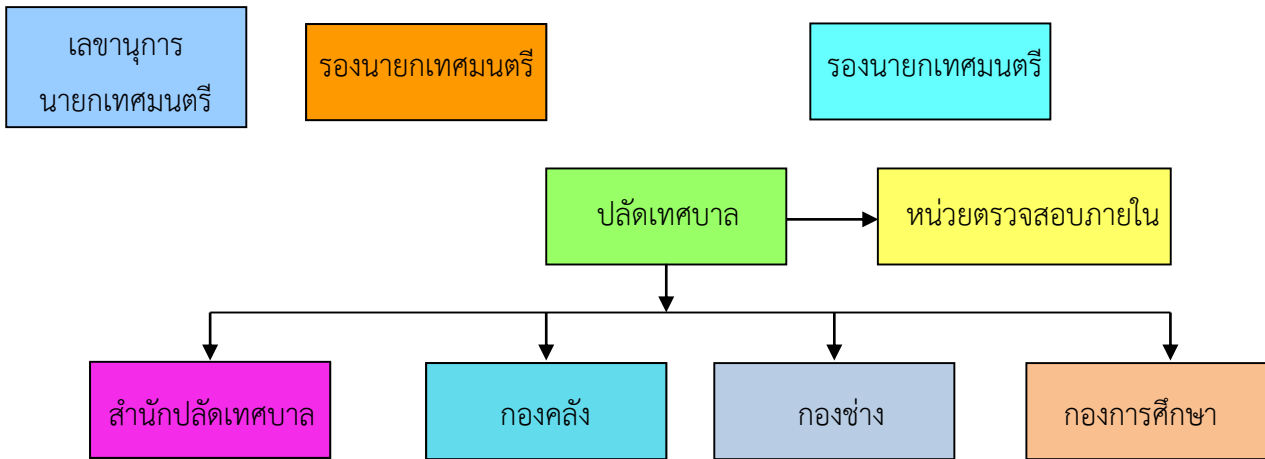 เลขานุการ
นายกเทศมนตรี
รองนายกเทศมนตรี
รองนายกเทศมนตรี
ปลัดเทศบาล
หน่วยตรวจสอบภายใน
สำนักปลัดเทศบาล
กองคลัง
กองช่าง
กองการศึกษา